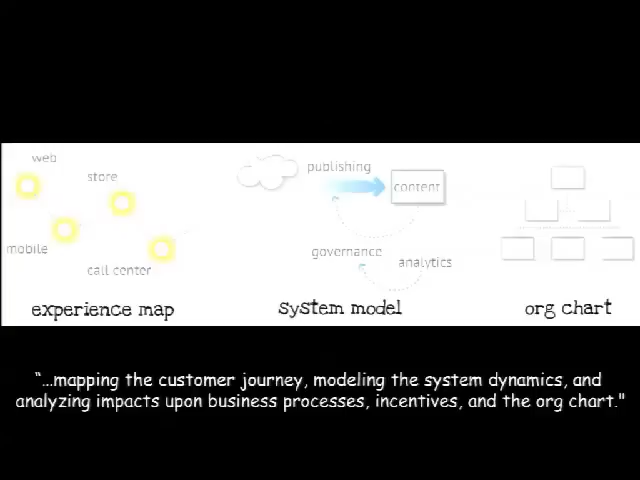 web
store
mobile
call center
experience map
publishing
content
governance
analytics
system model
org chart
“...mapping the customer journey, modeling the system dynamics, and
analyzing impacts upon business processes, incentives, and the org chart."